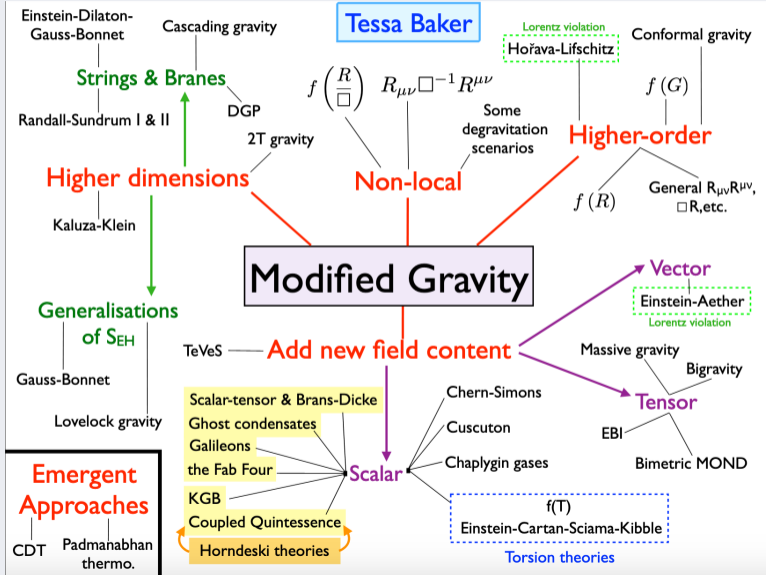 Einstein-Dilaton-
Gauss-Bonnet
Cascading gravity
Tessa Baker
Lorentz violation
Hořava-Lifschitz
Conformal gravity
Strings & Branes
Randall-Sundrum I & II
DGP
2T gravity
f(R/□)
R_μν□⁻¹R^μν
Some
degravitation
scenarios
f(G)
Higher-order
Higher dimensions
Kaluza-Klein
Non-local
f(R)
General R_μνR^μν,
□R,etc.
Modified Gravity
Generalisations
of S_EH
Gauss-Bonnet
Lovelock gravity
Vector
Einstein-Aether
Lorentz violation
TeVeS
Add new field content
Massive gravity
Bigravity
Tensor
EBI
Bimetric MOND
Scalar-tensor & Brans-Dicke
Ghost condensates
Galileons
the Fab Four
KGB
Coupled Quintessence
Horndeski theories
Scalar
Chern-Simons
Cuscuton
Chaplygin gases
f(T)
Einstein-Cartan-Sciama-Kibble
Torsion theories
Emergent
Approaches
CDT
Padmanabhan
thermo.